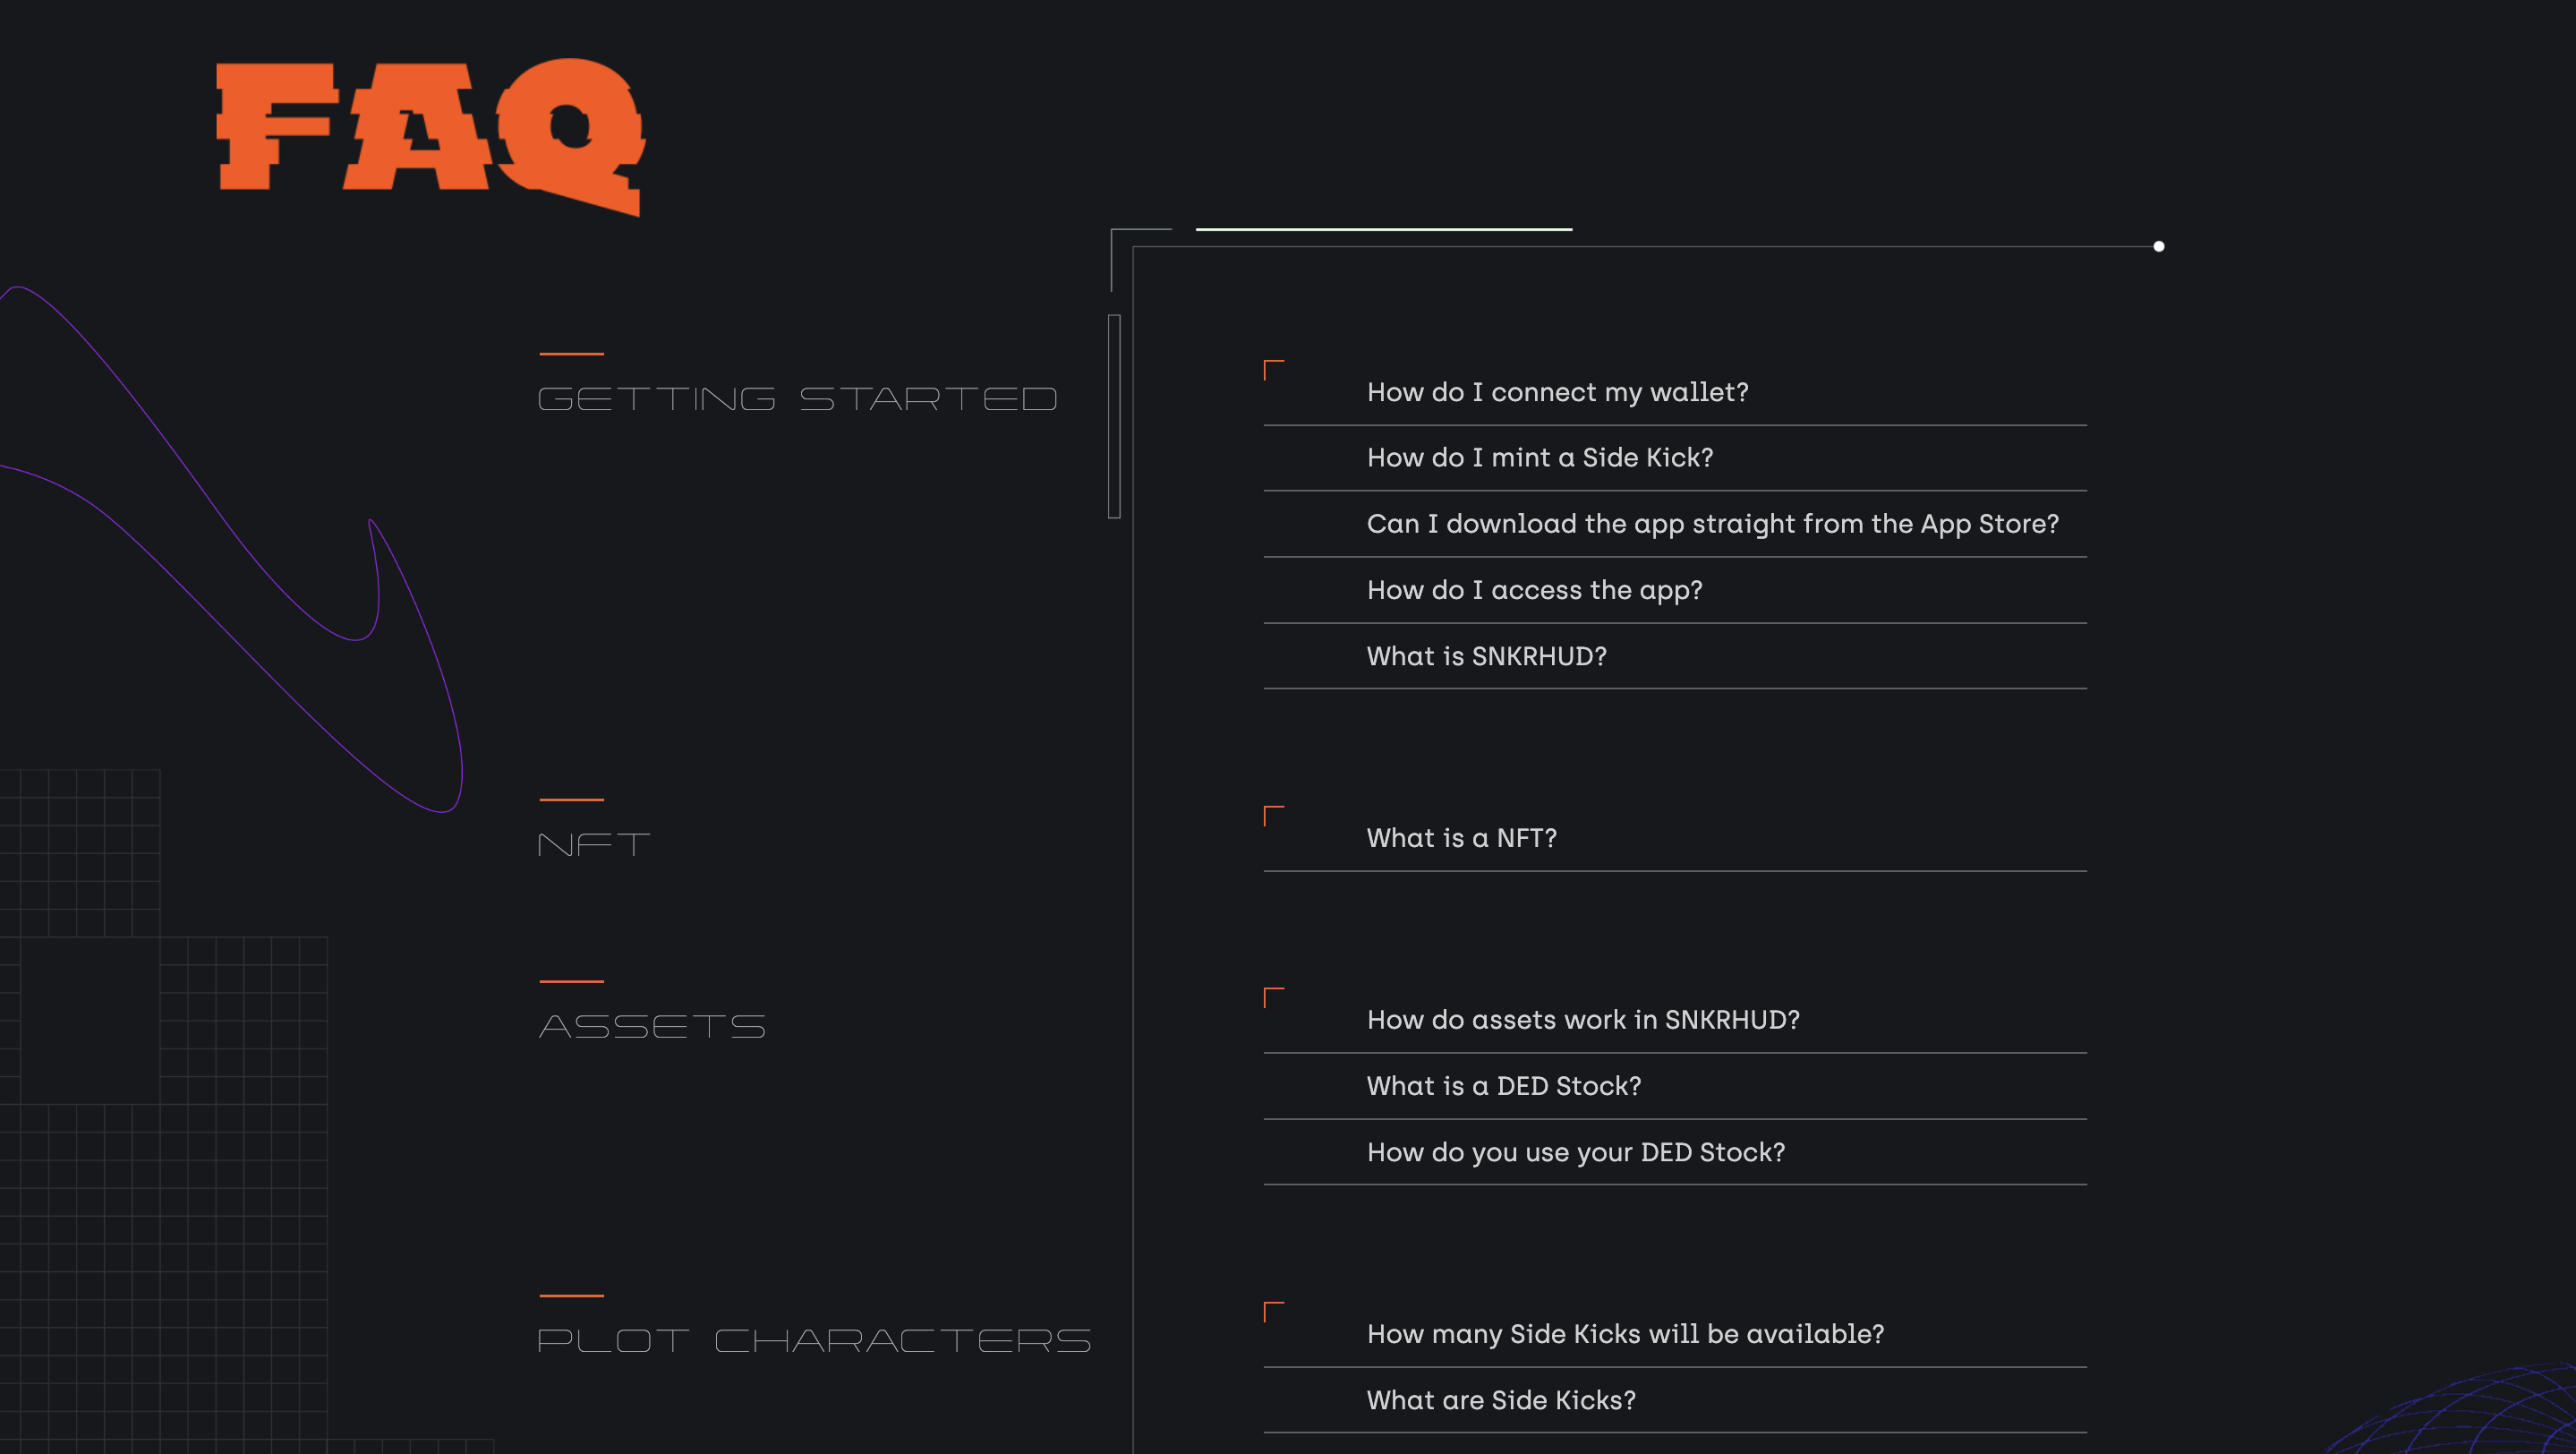 FAQ
GETTING STARTED
How do I connect my wallet?
How do I mint a Side Kick?
Can I download the app straight from the App Store?
How do I access the app?
What is SNKRHUD?
NFT
What is a NFT?
ASSETS
How do assets work in SNKRHUD?
What is a DED Stock?
How do you use your DED Stock?
PLOT CHARACTERS
How many Side Kicks will be available?
What are Side Kicks?